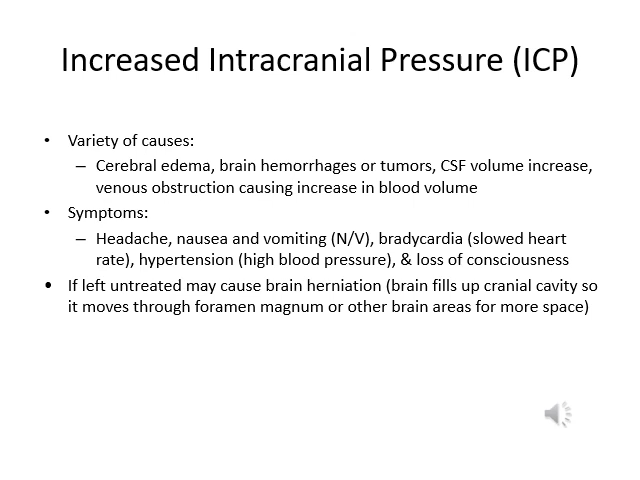 Increased Intracranial Pressure (ICP)
• Variety of causes:
– Cerebral edema, brain hemorrhages or tumors, CSF volume increase,
venous obstruction causing increase in blood volume
• Symptoms:
– Headache, nausea and vomiting (N/V), bradycardia (slowed heart
rate), hypertension (high blood pressure), & loss of consciousness
• If left untreated may cause brain herniation (brain fills up cranial cavity so
it moves through foramen magnum or other brain areas for more space)